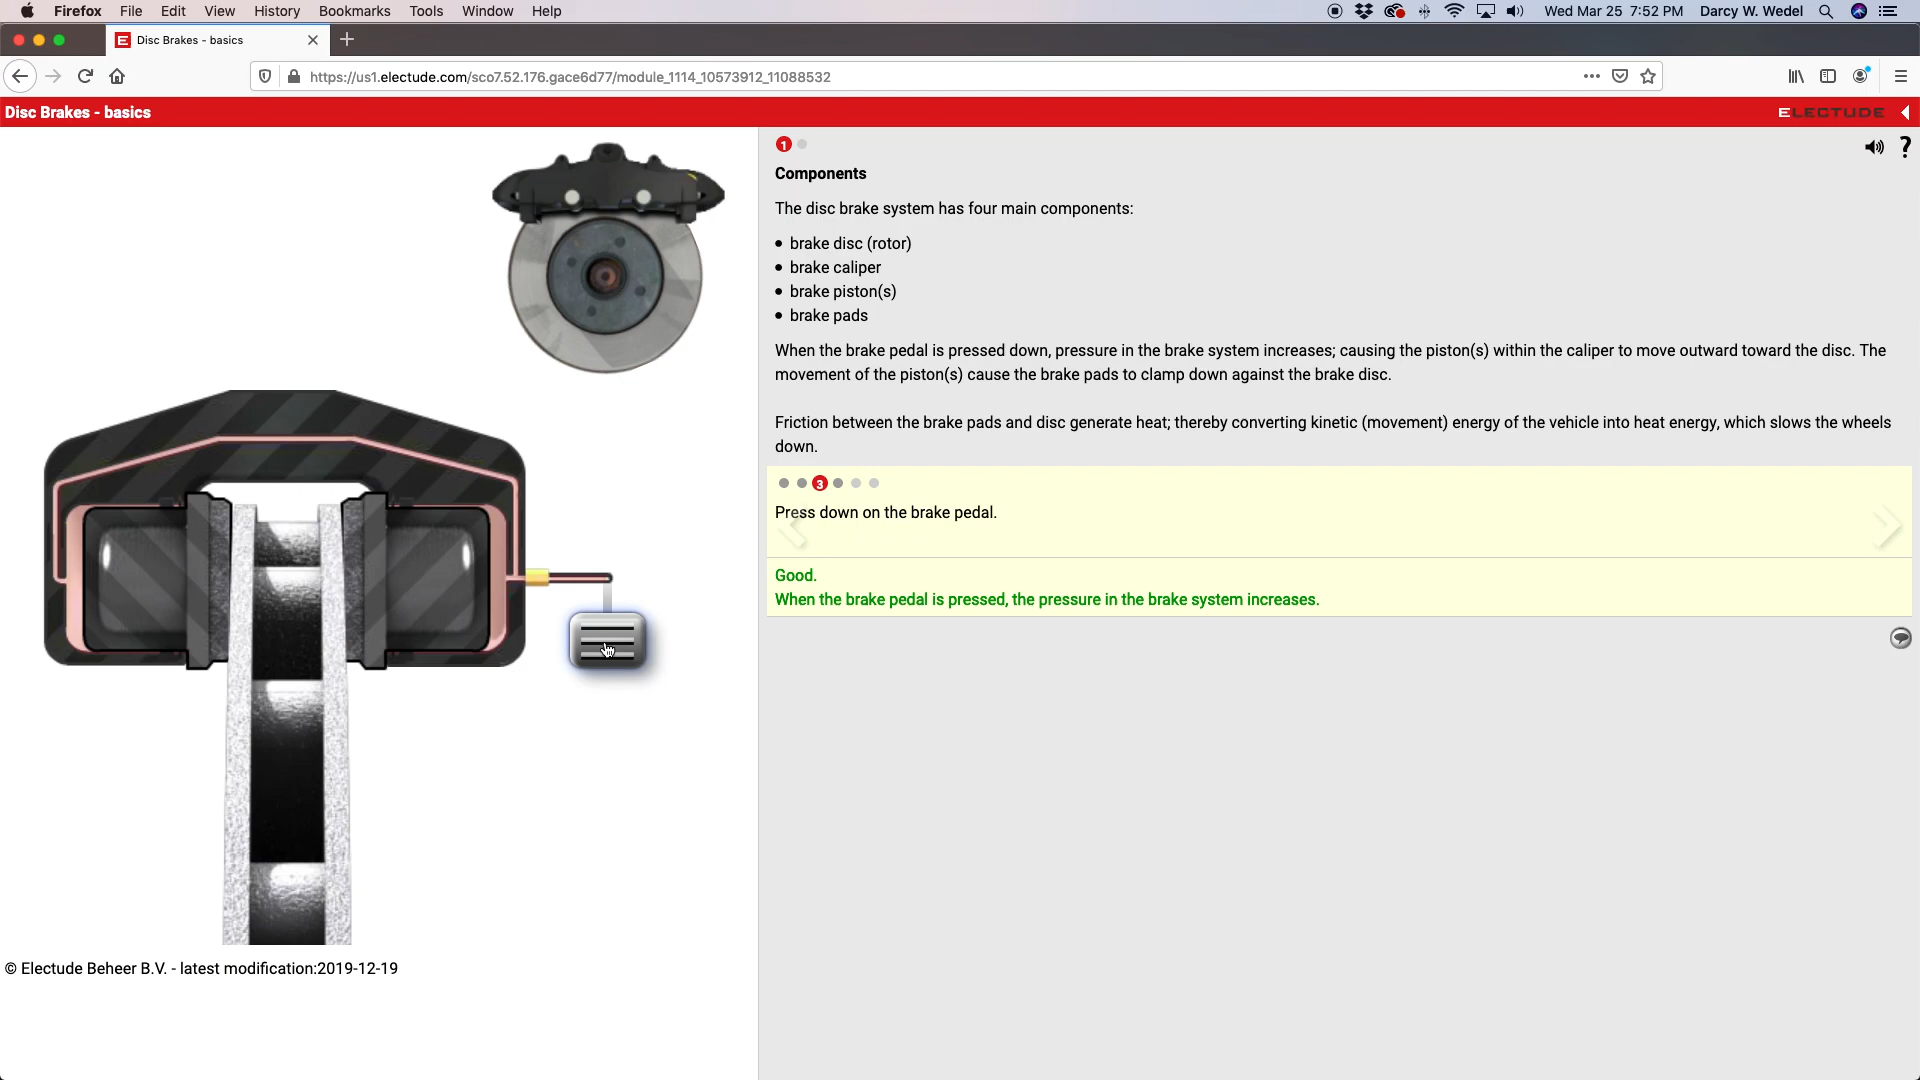 Firefox File Edit View History Bookmarks Tools Window Help
Wed Mar 25 7:52 PM Darcy W. Wedel
Disc Brakes - basics
https://us1.electude.com/sco7.52.176.gace6d77/module_1114_10573912_11088532
Disc Brakes - basics
ELECTUDE
1
?
Components
The disc brake system has four main components:
• brake disc (rotor)
• brake caliper
• brake piston(s)
• brake pads
When the brake pedal is pressed down, pressure in the brake system increases; causing the piston(s) within the caliper to move outward toward the disc. The
movement of the piston(s) cause the brake pads to clamp down against the brake disc.
Friction between the brake pads and disc generate heat; thereby converting kinetic (movement) energy of the vehicle into heat energy, which slows the wheels
down.
3
Press down on the brake pedal.
Good.
When the brake pedal is pressed, the pressure in the brake system increases.
© Electude Beheer B.V. - latest modification:2019-12-19